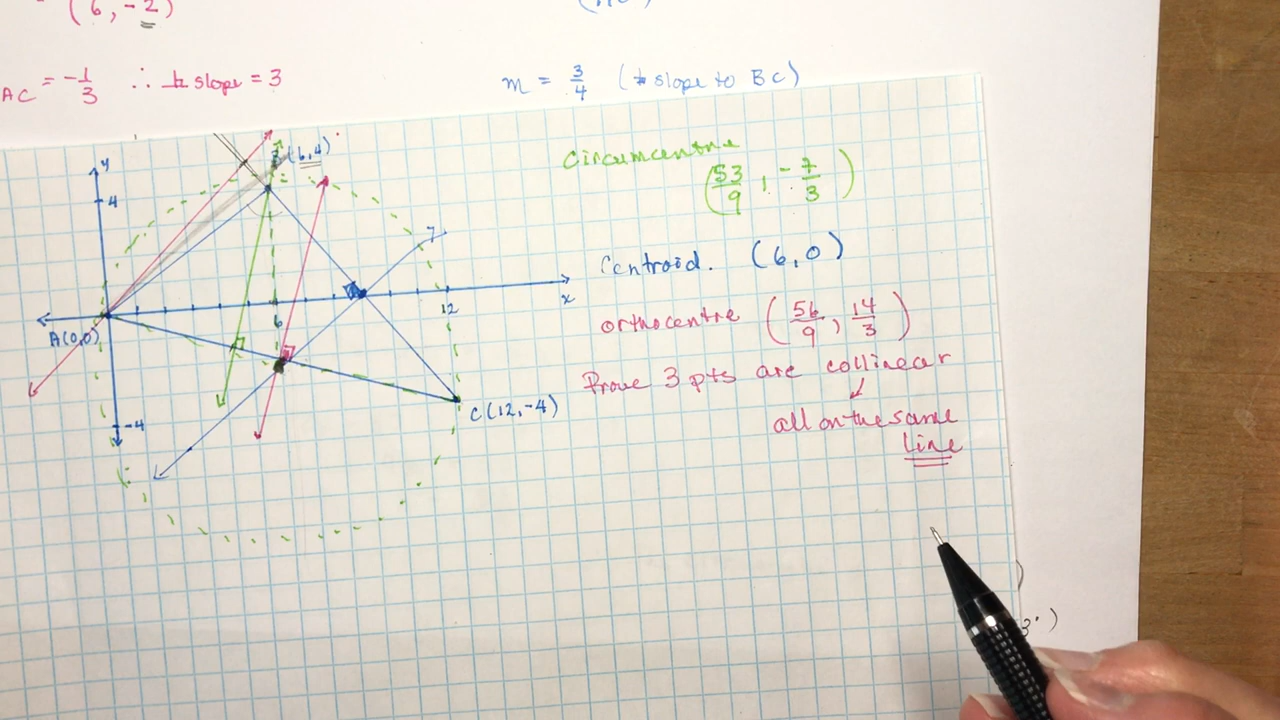 (6, -2)
AC = -1/3 ∴ ⊥ slope = 3
m = 3/4 (⊥ slope to BC)
Circumcentre
(53/9, -7/3)
Centroid. (6,0)
orthocentre (56/9, 14/3)
Prove 3 pts are collinear
all on the same
line
y
B(6,4)
4
x
12
6
A(0,0)
C(12,-4)
-4